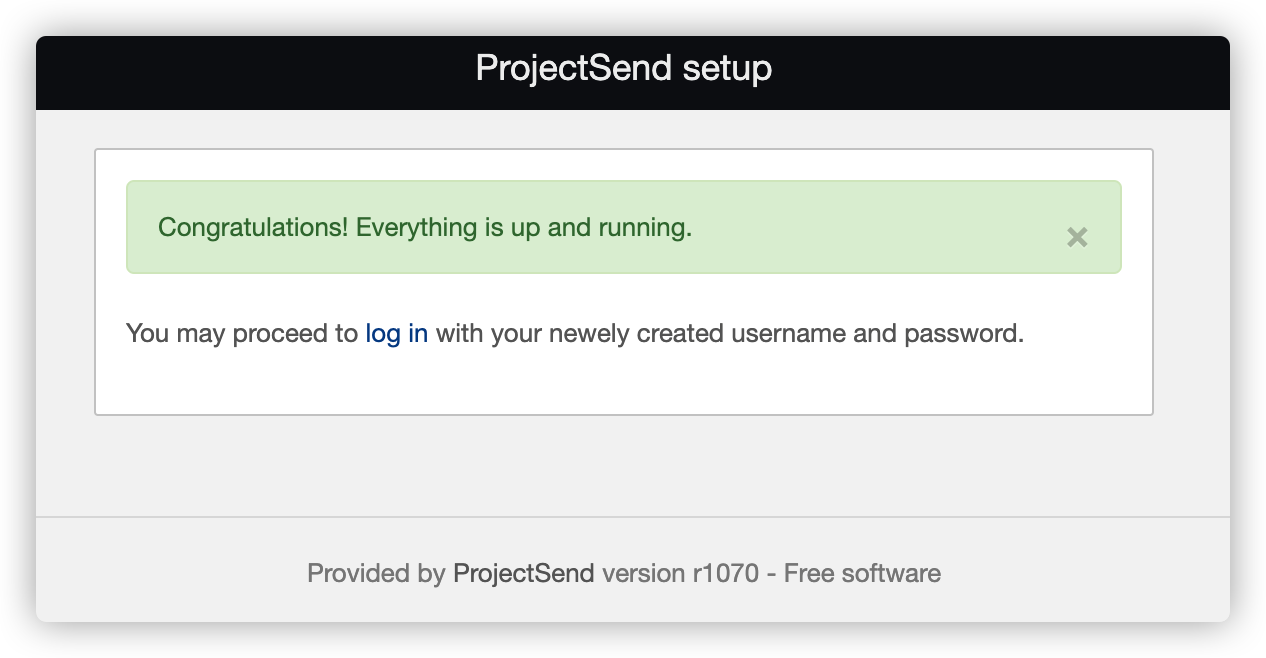 ProjectSend setup
Congratulations! Everything is up and running.
×
You may proceed to log in with your newely created username and password.
Provided by ProjectSend version r1070 - Free software